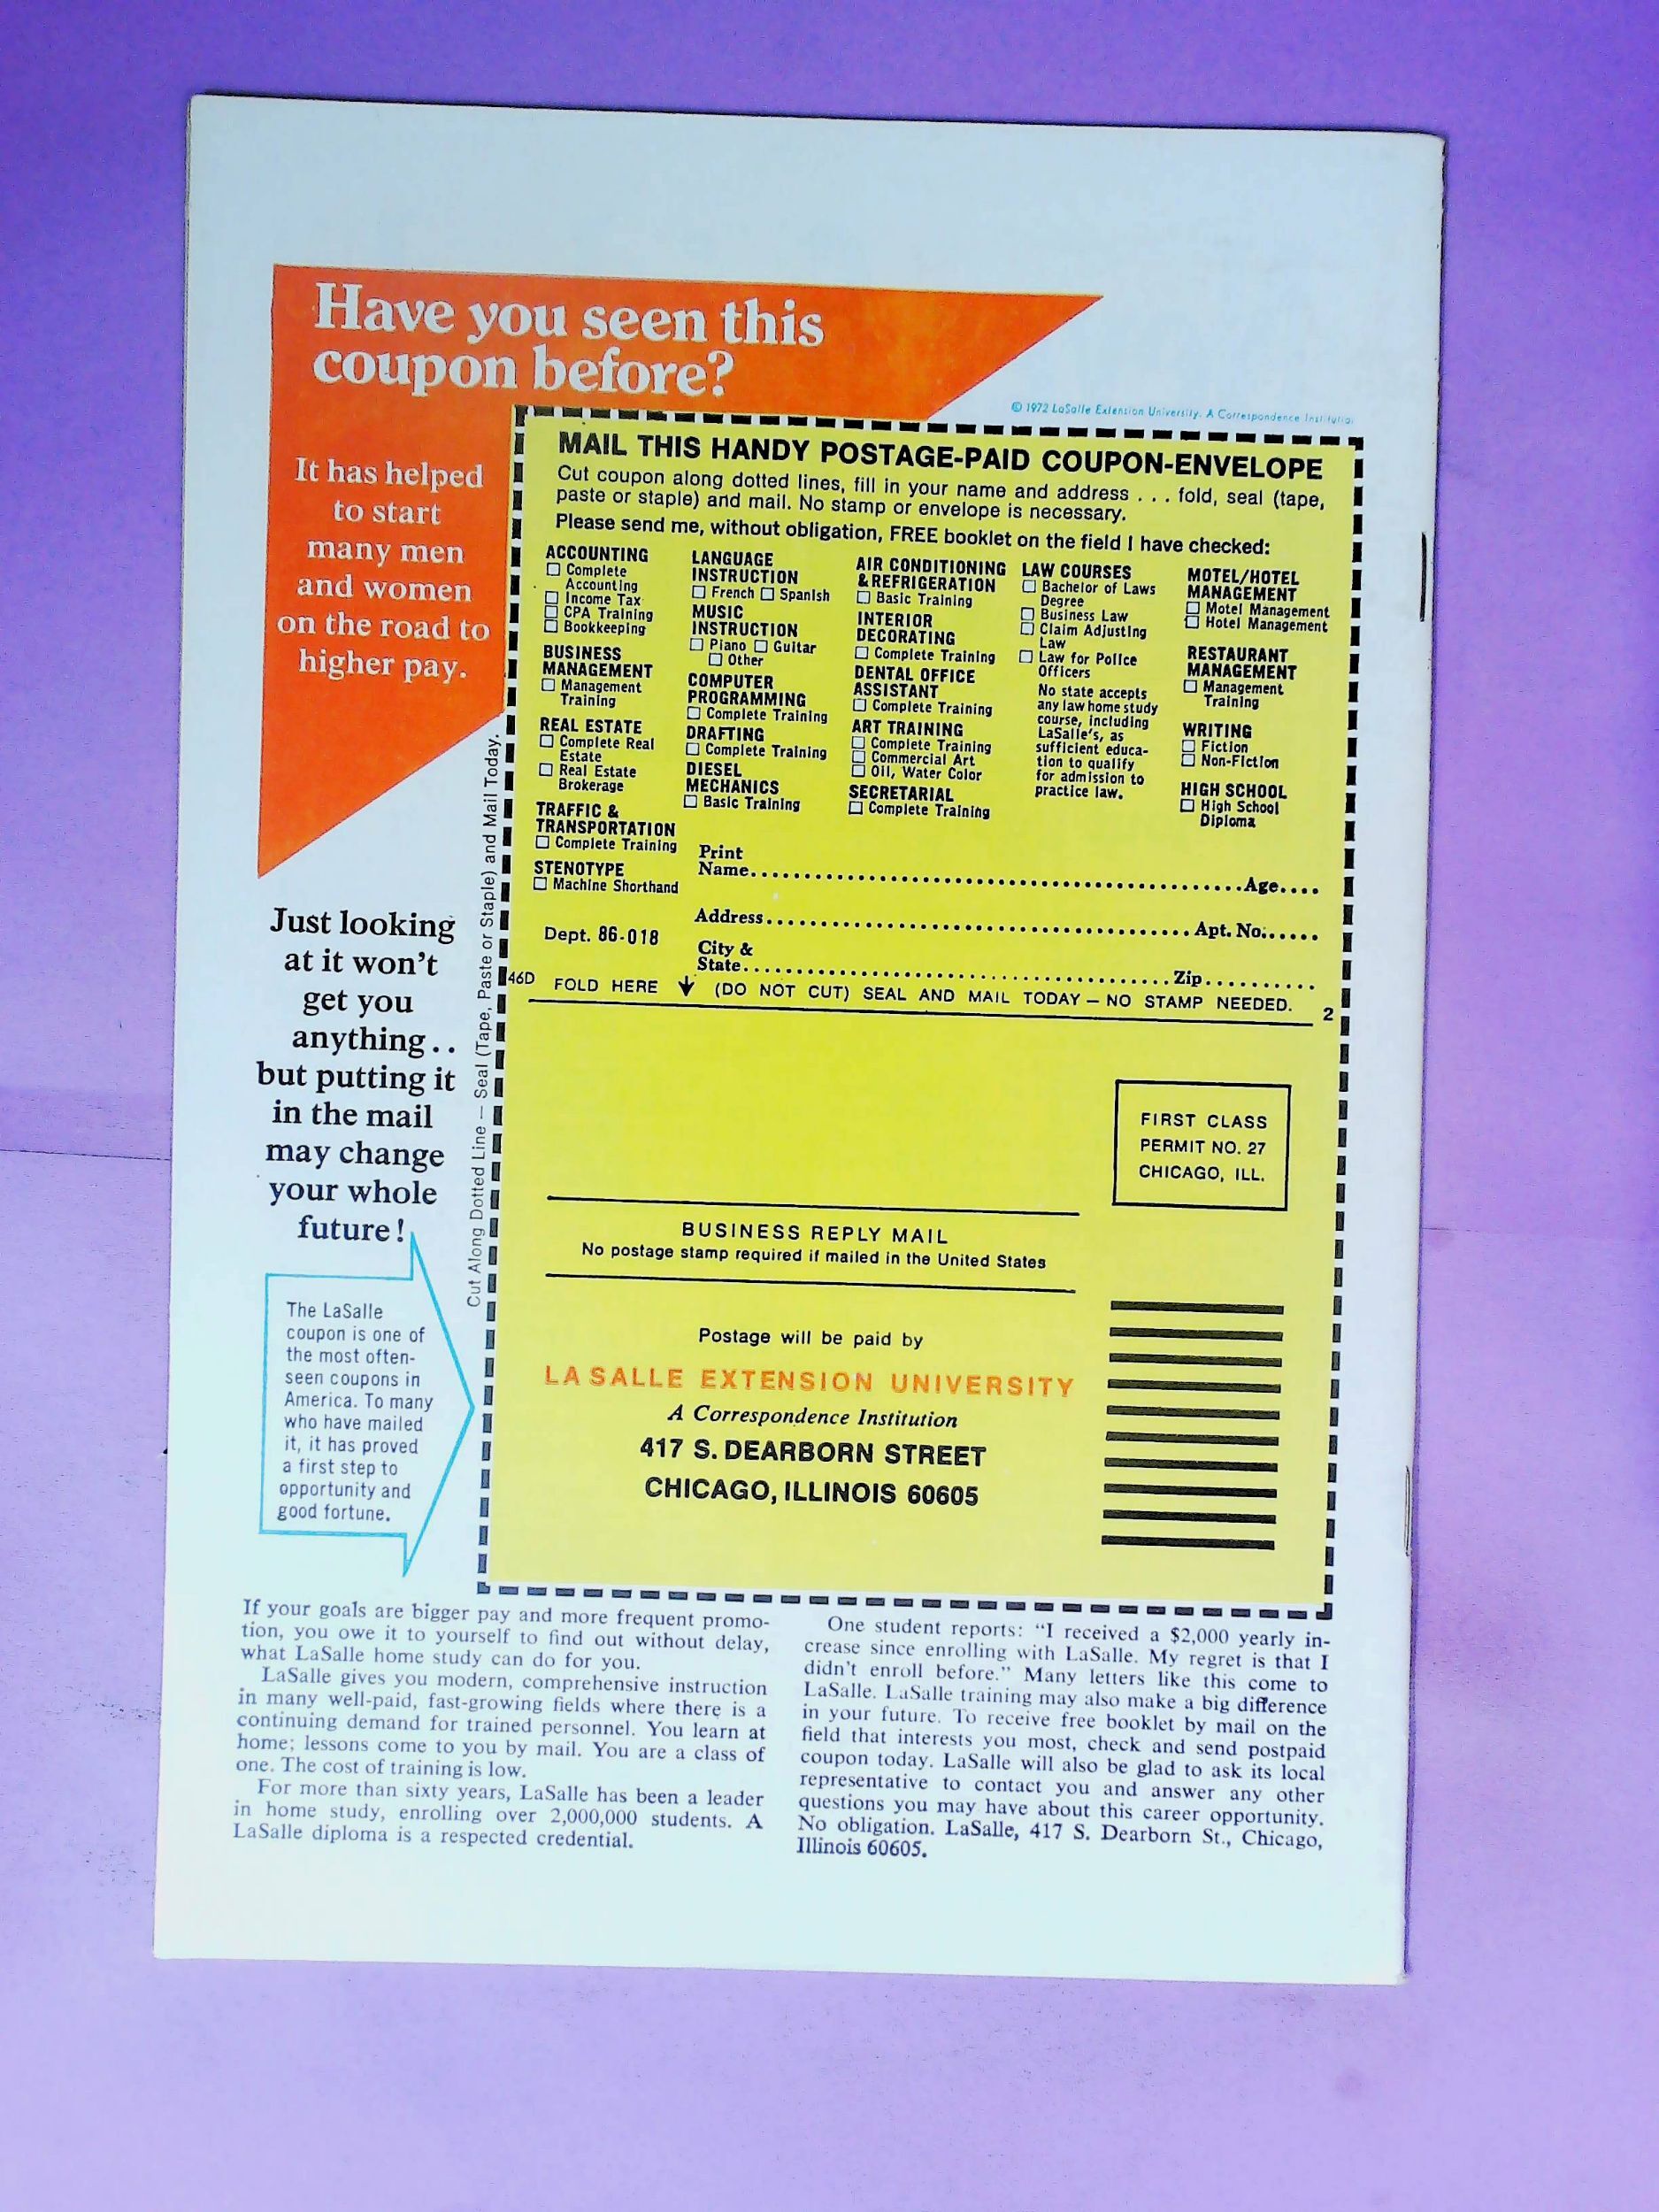 Have you seen this
coupon before?
© 1972 LaSalle Extension University. A Correspondence
It has helped
to start
many men
and women
on the road to
higher pay.
Just looking
at it won't
get you
anything..
but putting it
in the mail
may change
your whole
future!
The LaSalle
coupon is one of
the most often-
seen coupons in
America. To many
who have mailed
it, it has proved
a first step to
opportunity and
good fortune.
Cut Along Dotted Line — Seal (Tape, Paste or Staple) and Mail Today.
MAIL THIS HANDY POSTAGE-PAID COUPON-ENVELOPE
Cut coupon along dotted lines, fill in your name and address . . . fold, seal (tape,
paste or staple) and mail. No stamp or envelope is necessary.
Please send me, without obligation, FREE booklet on the field I have checked:
ACCOUNTING
☐ Complete
Accounting
☐ Income Tax
☐ CPA Training
☐ Bookkeeping
BUSINESS
MANAGEMENT
☐ Management
Training
REAL ESTATE
☐ Complete Real
Estate
☐ Real Estate
Brokerage
TRAFFIC &
TRANSPORTATION
☐ Complete Training
STENOTYPE
☐ Machine Shorthand
LANGUAGE
INSTRUCTION
☐ French ☐ Spanish
MUSIC
INSTRUCTION
☐ Piano ☐ Guitar
☐ Other
COMPUTER
PROGRAMMING
☐ Complete Training
DRAFTING
☐ Complete Training
DIESEL
MECHANICS
☐ Basic Training
AIR CONDITIONING
& REFRIGERATION
☐ Basic Training
INTERIOR
DECORATING
☐ Complete Training
DENTAL OFFICE
ASSISTANT
☐ Complete Training
ART TRAINING
☐ Complete Training
☐ Commercial Art
☐ Oil, Water Color
SECRETARIAL
☐ Complete Training
LAW COURSES
☐ Bachelor of Laws
Degree
☐ Business Law
☐ Claim Adjusting
Law
☐ Law for Police
Officers
No state accepts
any law home study
course, including
LaSalle's, as
sufficient educa-
tion to qualify
for admission to
practice law.
MOTEL/HOTEL
MANAGEMENT
☐ Motel Management
☐ Hotel Management
RESTAURANT
MANAGEMENT
☐ Management
Training
WRITING
☐ Fiction
☐ Non-Fiction
HIGH SCHOOL
☐ High School
Diploma
Print
Name..........Age....
Address..........Apt. No......
Dept. 86-018
City &
State..........Zip..........
46D FOLD HERE ↓ (DO NOT CUT) SEAL AND MAIL TODAY — NO STAMP NEEDED. 2
FIRST CLASS
PERMIT NO. 27
CHICAGO, ILL.
BUSINESS REPLY MAIL
No postage stamp required if mailed in the United States
Postage will be paid by
LA SALLE EXTENSION UNIVERSITY
A Correspondence Institution
417 S. DEARBORN STREET
CHICAGO, ILLINOIS 60605
If your goals are bigger pay and more frequent promo-
tion, you owe it to yourself to find out without delay,
what LaSalle home study can do for you.
LaSalle gives you modern, comprehensive instruction
in many well-paid, fast-growing fields where there is a
continuing demand for trained personnel. You learn at
home; lessons come to you by mail. You are a class of
one. The cost of training is low.
For more than sixty years, LaSalle has been a leader
in home study, enrolling over 2,000,000 students. A
LaSalle diploma is a respected credential.
One student reports: "I received a $2,000 yearly in-
crease since enrolling with LaSalle. My regret is that I
didn't enroll before." Many letters like this come to
LaSalle. LaSalle training may also make a big difference
in your future. To receive free booklet by mail on the
field that interests you most, check and send postpaid
coupon today. LaSalle will also be glad to ask its local
representative to contact you and answer any other
questions you may have about this career opportunity.
No obligation. LaSalle, 417 S. Dearborn St., Chicago,
Illinois 60605.